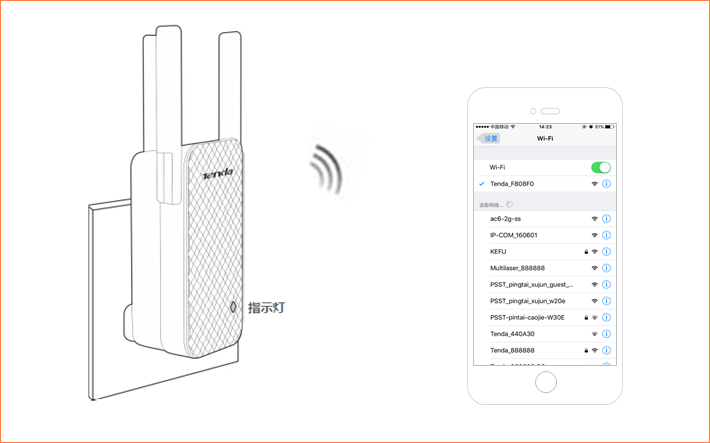 Tenda
指示灯
中国移动
14:23
61%
设置
Wi-Fi
Wi-Fi
Tenda_F808F0
选取网络...
ac6-2g-ss
IP-COM_160601
KEFU
Multilaser_888888
PSST_pingtai_xujun_guest_...
PSST_pingtai_xujun_w20e
PSST-pintai-caojie-W30E
Tenda_440A30
Tenda_888888